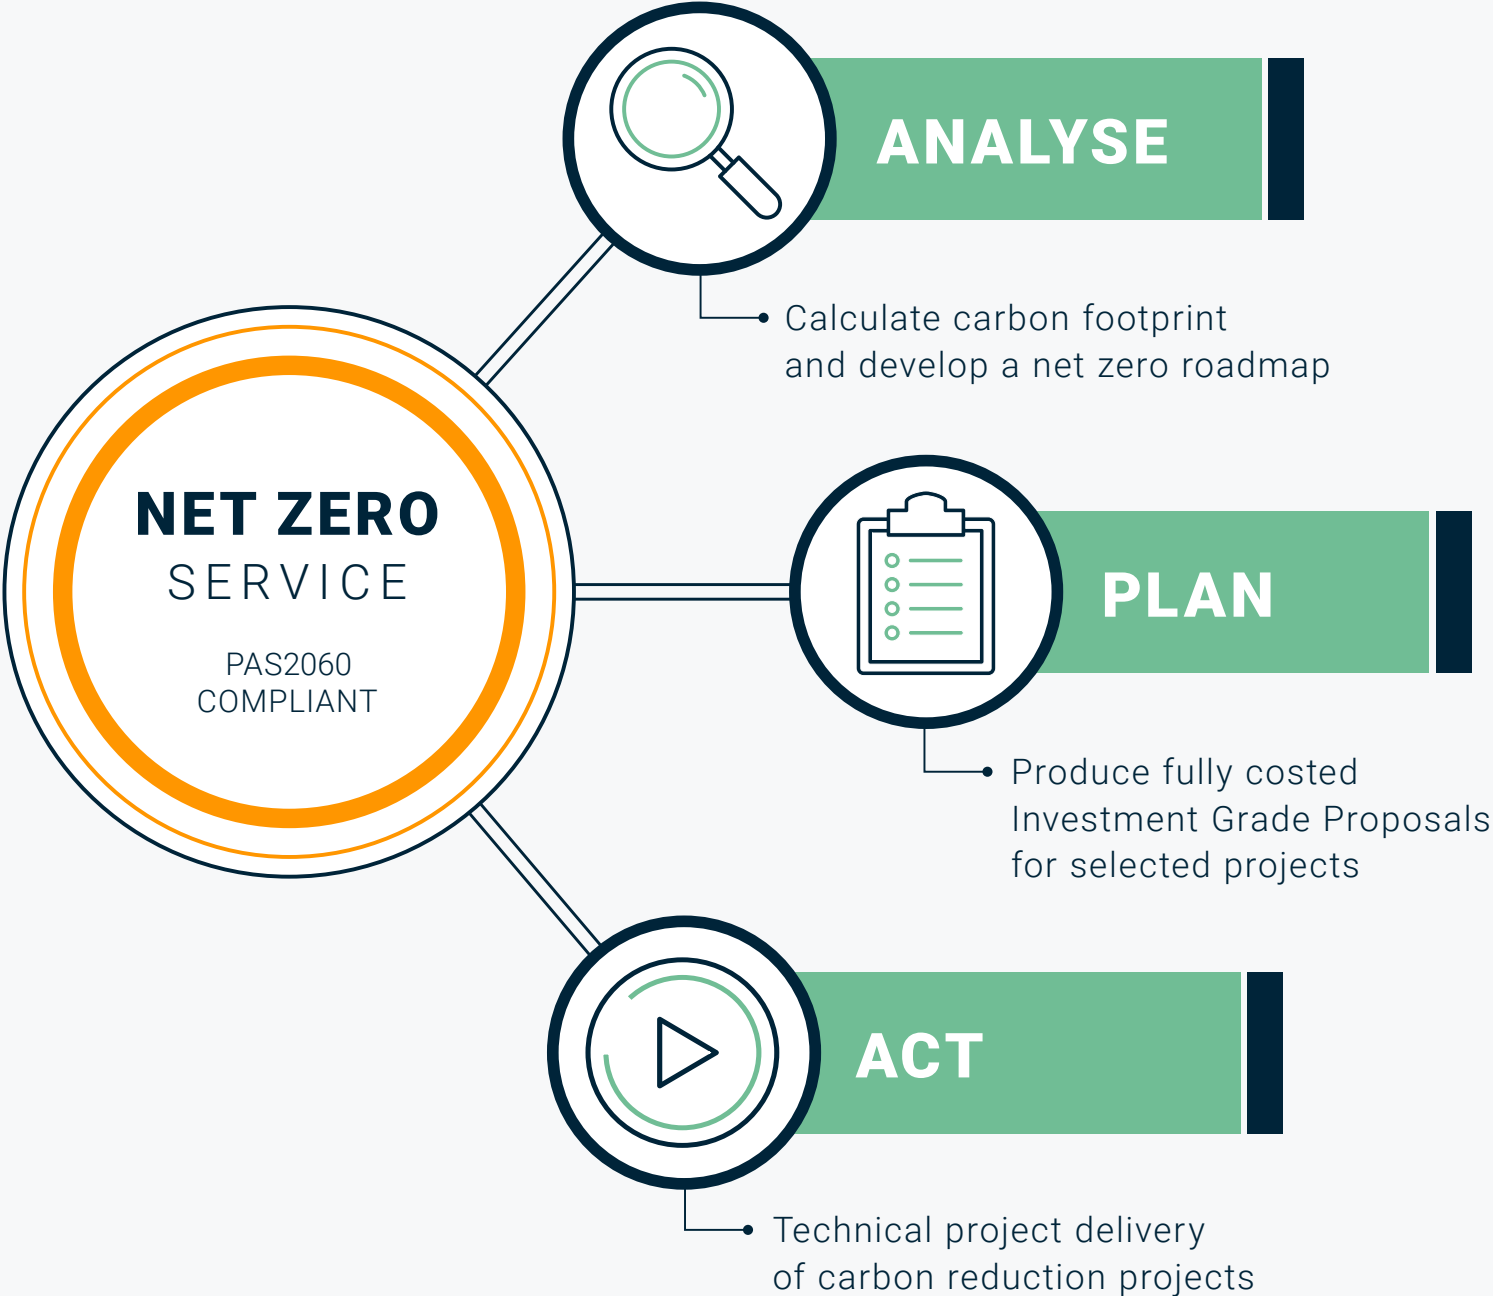 NET ZERO
SERVICE
PAS2060
COMPLIANT
ANALYSE
Calculate carbon footprint
and develop a net zero roadmap
PLAN
Produce fully costed
Investment Grade Proposals
for selected projects
ACT
Technical project delivery
of carbon reduction projects